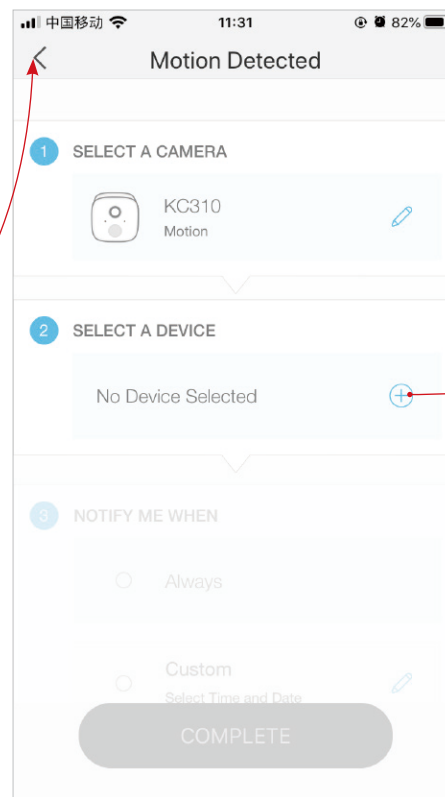 中国移动 11:31 82%
Motion Detected
1 SELECT A CAMERA
KC310
Motion
2 SELECT A DEVICE
No Device Selected
3 NOTIFY ME WHEN
Always
Custom
Select Time and Date
COMPLETE